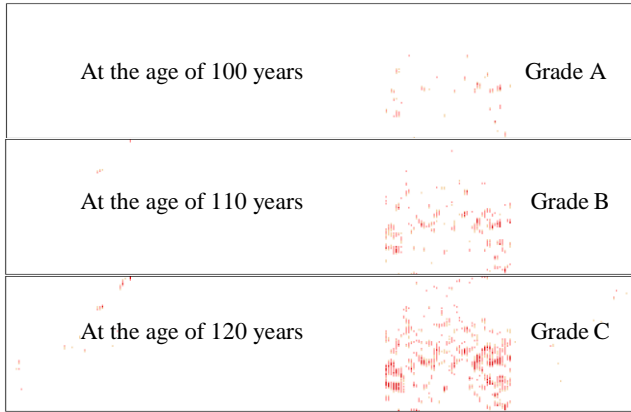 At the age of 100 years Grade A
At the age of 110 years Grade B
At the age of 120 years Grade C